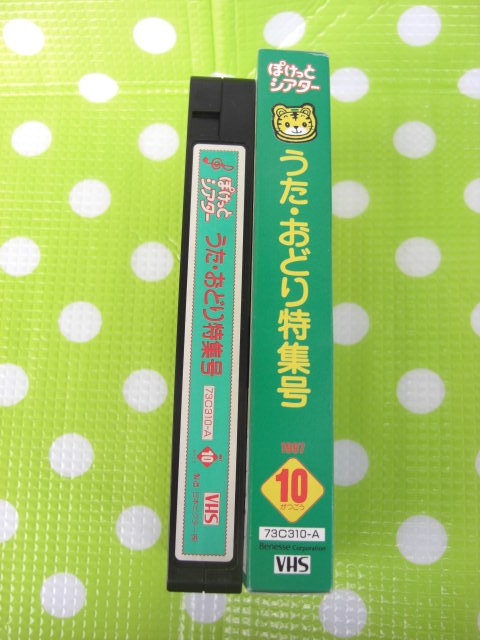 ぽけっと
シアター
うた・おどり特集号
73C310-A
10
VHS
ぽけっと
シアター
うた・おどり特集号
1997
10
がつごう
73C310-A
Benesse Corporation
VHS